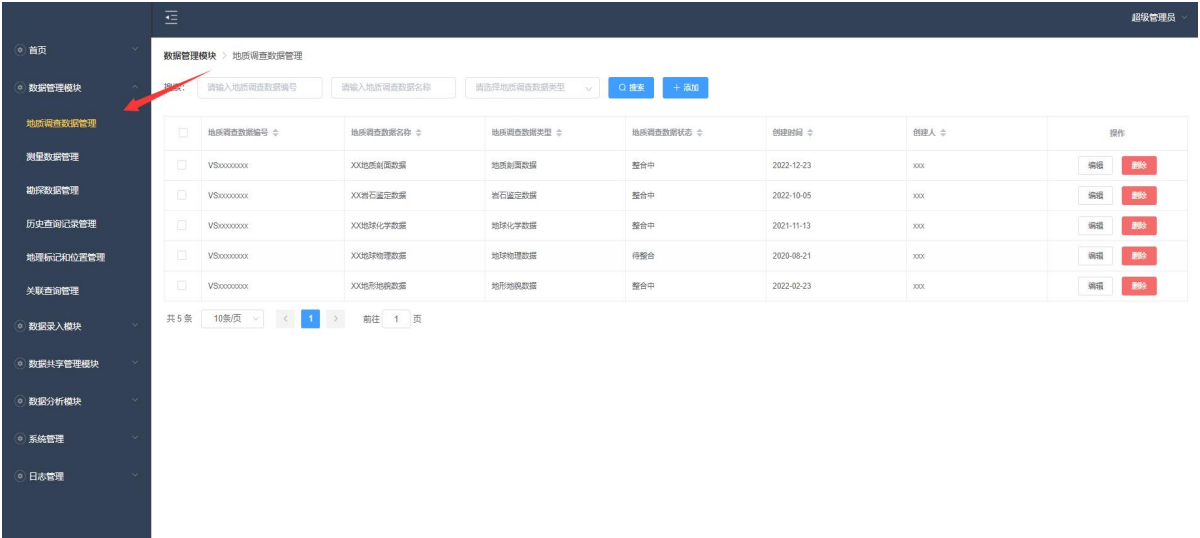 超级管理员
首页
数据管理模块
地质调查数据管理
测量数据管理
勘探数据管理
历史查询记录管理
地理标记和位置管理
关联查询管理
数据录入模块
数据共享管理模块
数据分析模块
系统管理
日志管理
数据管理模块 > 地质调查数据管理
请输入地质调查数据编号 请输入地质调查数据名称 请选择地质调查数据类型 搜索 + 添加
地质调查数据编号 地质调查数据名称 地质调查数据类型 地质调查数据状态 创建时间 创建人 操作
VSxxxxxxxx XX地质剖面数据 地质剖面数据 整合中 2022-12-23 xxx 编辑 删除
VSxxxxxxxx XX岩石鉴定数据 岩石鉴定数据 整合中 2022-10-05 xxx 编辑 删除
VSxxxxxxxx XX地球化学数据 地球化学数据 整合中 2021-11-13 xxx 编辑 删除
VSxxxxxxxx XX地球物理数据 地球物理数据 待整合 2020-08-21 xxx 编辑 删除
VSxxxxxxxx XX地形地貌数据 地形地貌数据 整合中 2022-02-23 xxx 编辑 删除
共 5 条 10条/页 < 1 > 前往 1 页